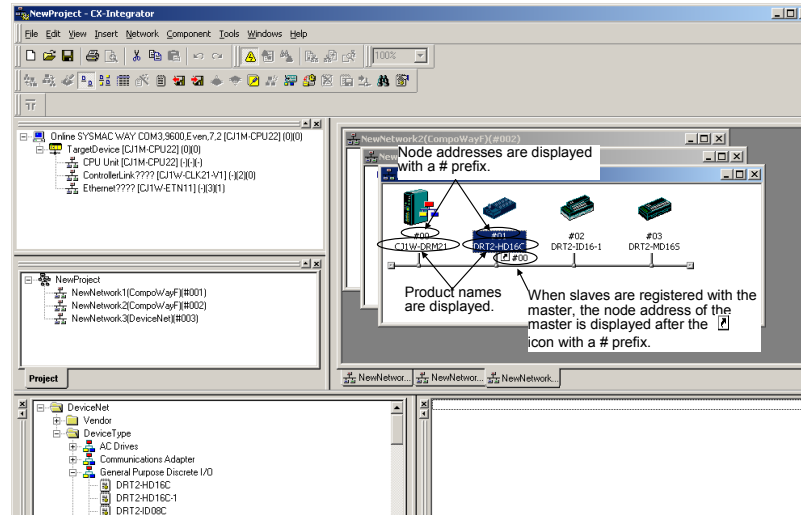 NewProject - CX-Integrator
File Edit View Insert Network Component Tools Windows Help
100%
Online SYSMAC WAY COM3,9600,Even,7,2 [CJ1M-CPU22] (0)(0)
TargetDevice [CJ1M-CPU22] (0)(0)
CPU Unit [CJ1M-CPU22] (-)(-)(-)
ControllerLink???? [CJ1W-CLK21-V1] (-)(2)(0)
Ethernet???? [CJ1W-ETN11] (-)(3)(1)
NewProject
NewNetwork1(CompoWayF)(#001)
NewNetwork2(CompoWayF)(#002)
NewNetwork3(DeviceNet)(#003)
Project
NewNetwork2(CompoWayF)(#002)
New
Node addresses are displayed
with a # prefix.
#00 #01 #02 #03
CJ1W-DRM21 DRT2-HD16C DRT2-ID16-1 DRT2-MD16S
#00
Product names
are displayed.
When slaves are registered with the
master, the node address of the
master is displayed after the
icon with a # prefix.
NewNetwor... NewNetwor... NewNetwork...
DeviceNet
Vendor
DeviceType
AC Drives
Communications Adapter
General Purpose Discrete I/O
DRT2-HD16C
DRT2-HD16C-1
DRT2-ID08C